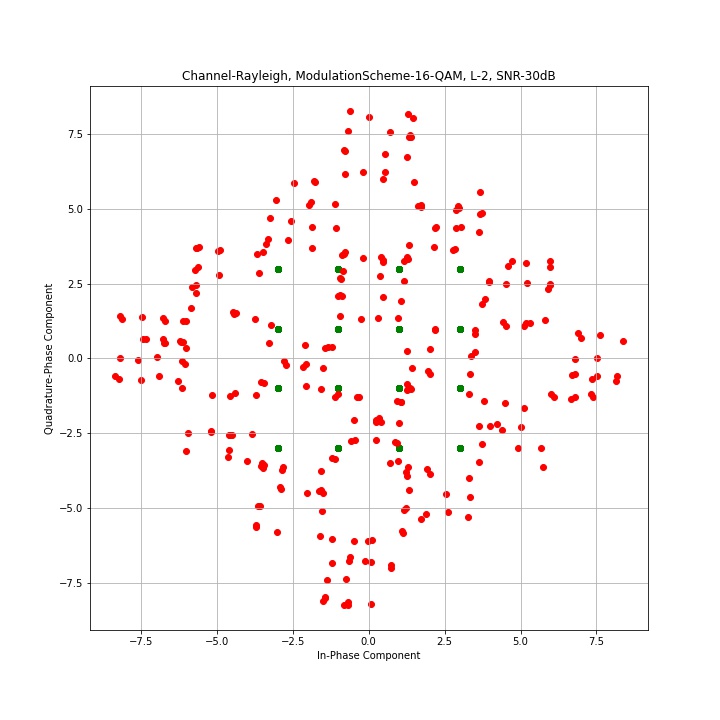 Channel-Rayleigh, ModulationScheme-16-QAM, L-2, SNR-30dB
Quadrature-Phase Component
7.5
5.0
2.5
0.0
−2.5
−5.0
−7.5
−7.5 −5.0 −2.5 0.0 2.5 5.0 7.5
In-Phase Component